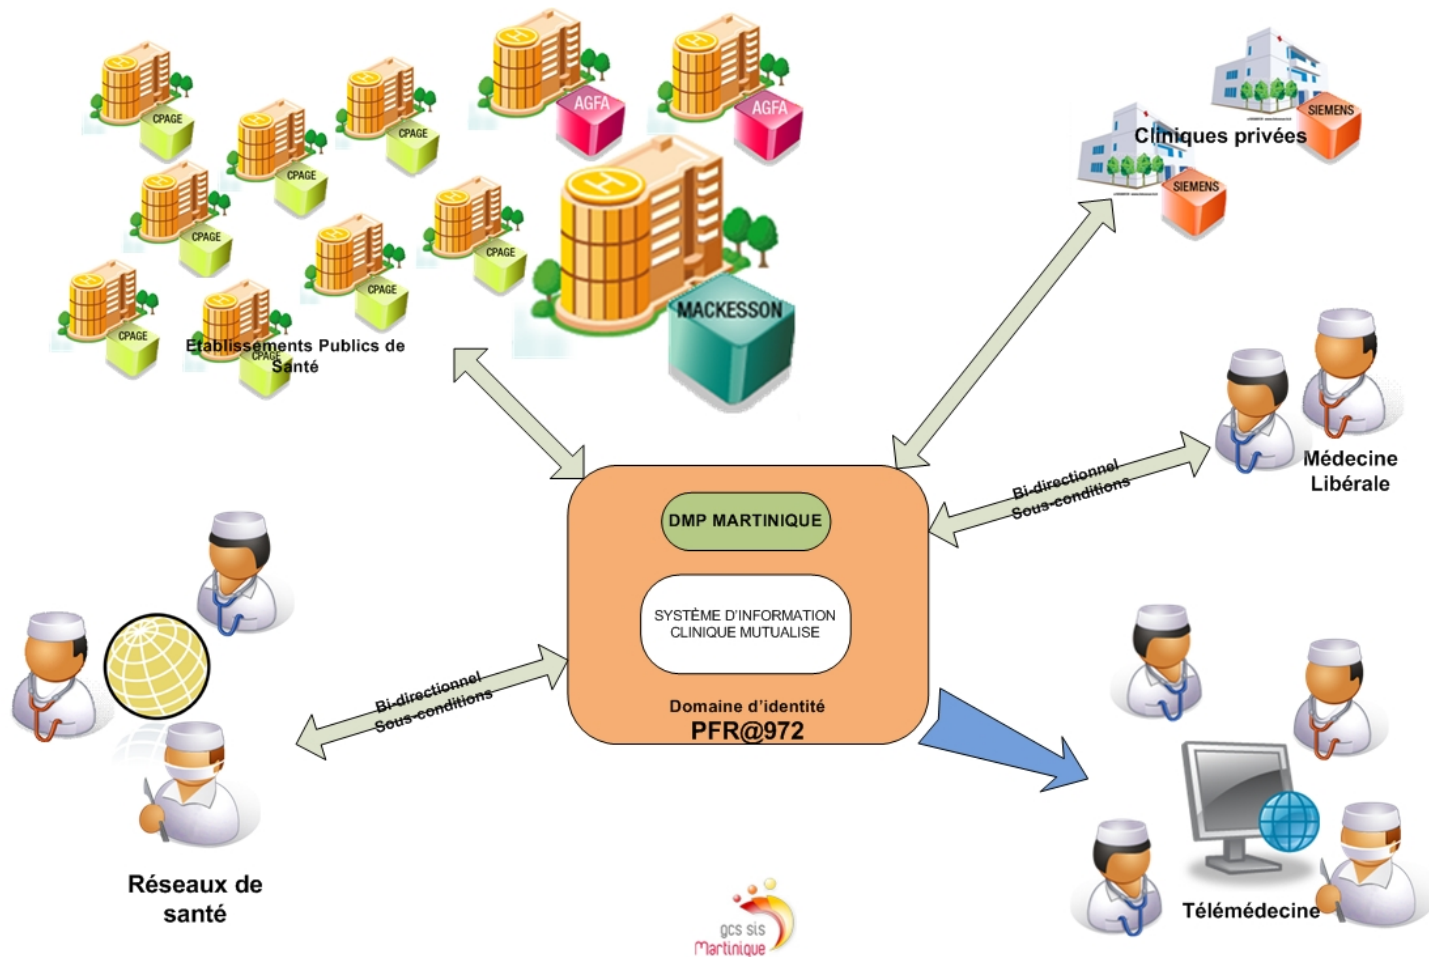 AGFA
AGFA
CPAGE
CPAGE
CPAGE
CPAGE
CPAGE
CPAGE
CPAGE
CPAGE
MACKESSON
Etablissements Publics de
Santé
SIEMENS
Cliniques privées
SIEMENS
Médecine
Libérale
Bi-directionnel
Sous-conditions
DMP MARTINIQUE
SYSTÈME D'INFORMATION
CLINIQUE MUTUALISE
Domaine d'identité
PFR@972
Bi-directionnel
Sous-conditions
Réseaux de
santé
Télémédecine
gcs sis
Martinique